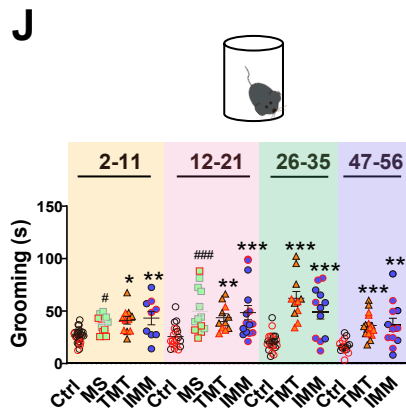 J
2-11 12-21 26-35 47-56
Grooming (s)
150
100
50
0
# * ** ### ** *** *** *** *** **
Ctrl MS TMT IMM Ctrl MS TMT IMM Ctrl TMT IMM Ctrl TMT IMM